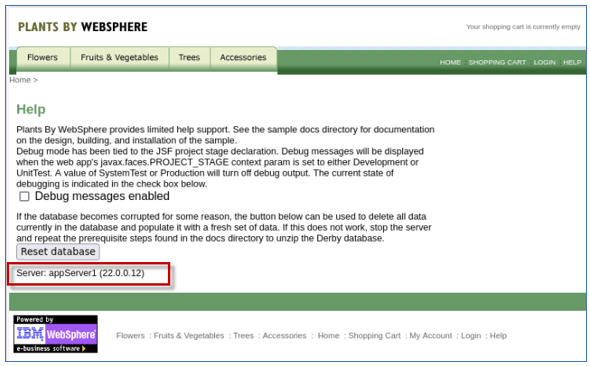 PLANTS BY WEBSPHERE
Your shopping cart is currently empty
Flowers Fruits & Vegetables Trees Accessories
HOME SHOPPING CART LOGIN HELP
Home >
Help
Plants By WebSphere provides limited help support. See the sample docs directory for documentation
on the design, building, and installation of the sample.
Debug mode has been tied to the JSF project stage declaration. Debug messages will be displayed
when the web app's javax.faces.PROJECT_STAGE context param is set to either Development or
UnitTest. A value of SystemTest or Production will turn off debug output. The current state of
debugging is indicated in the check box below.
Debug messages enabled
If the database becomes corrupted for some reason, the button below can be used to delete all data
currently in the database and populate it with a fresh set of data. If this does not work, stop the server
and repeat the prerequisite steps found in the docs directory to unzip the Derby database.
Reset database
Server: appServer1 (22.0.0.12)
Powered by
IBM WebSphere
e-business software
Flowers : Fruits & Vegetables : Trees : Accessories : Home : Shopping Cart : My Account : Login : Help